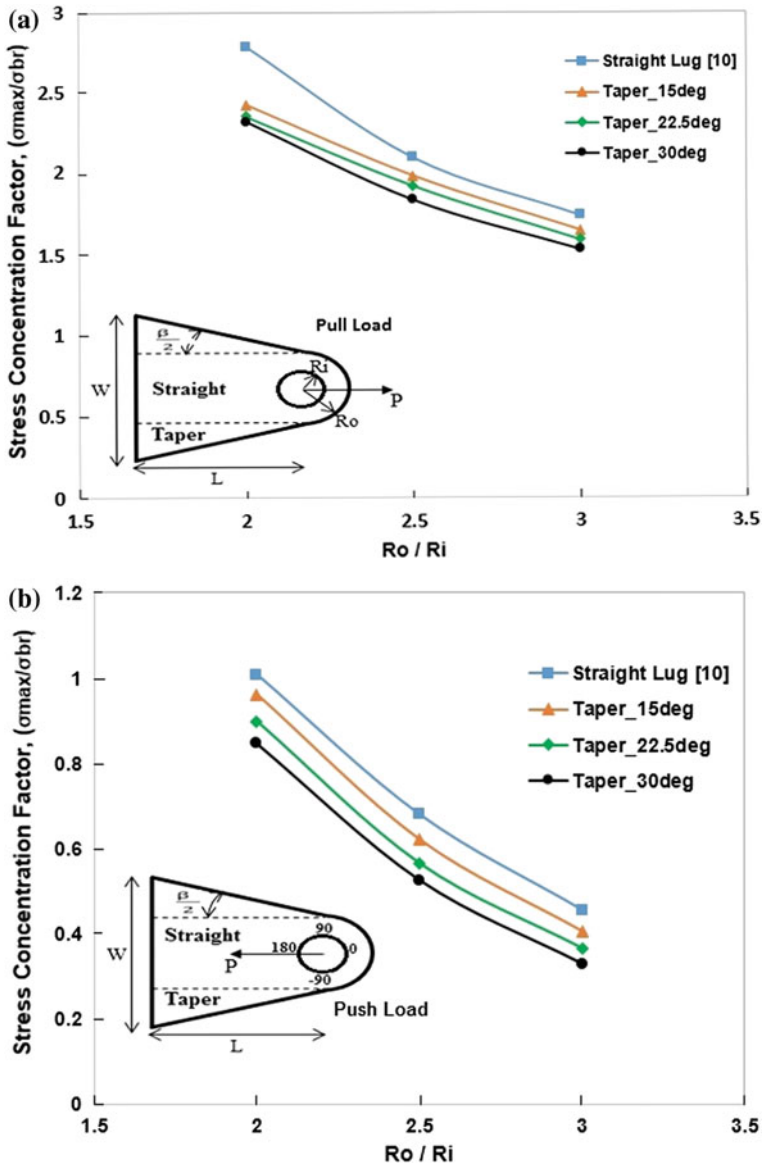 (a)
Stress Concentration Factor, (σmax/σbr)
3
2.5
2
1.5
1
0.5
0
1.5
2
2.5
3
3.5
Ro / Ri
Straight Lug [10]
Taper_15deg
Taper_22.5deg
Taper_30deg
Pull Load
β
2
Ri
W
Straight
P
Ro
Taper
L
(b)
Stress Concentration Factor, (σmax/σbr)
1.2
1
0.8
0.6
0.4
0.2
0
1.5
2
2.5
3
3.5
Ro / Ri
Straight Lug [10]
Taper_15deg
Taper_22.5deg
Taper_30deg
β
2
Straight
90
180
0
W
P
-90
Taper
Push Load
L